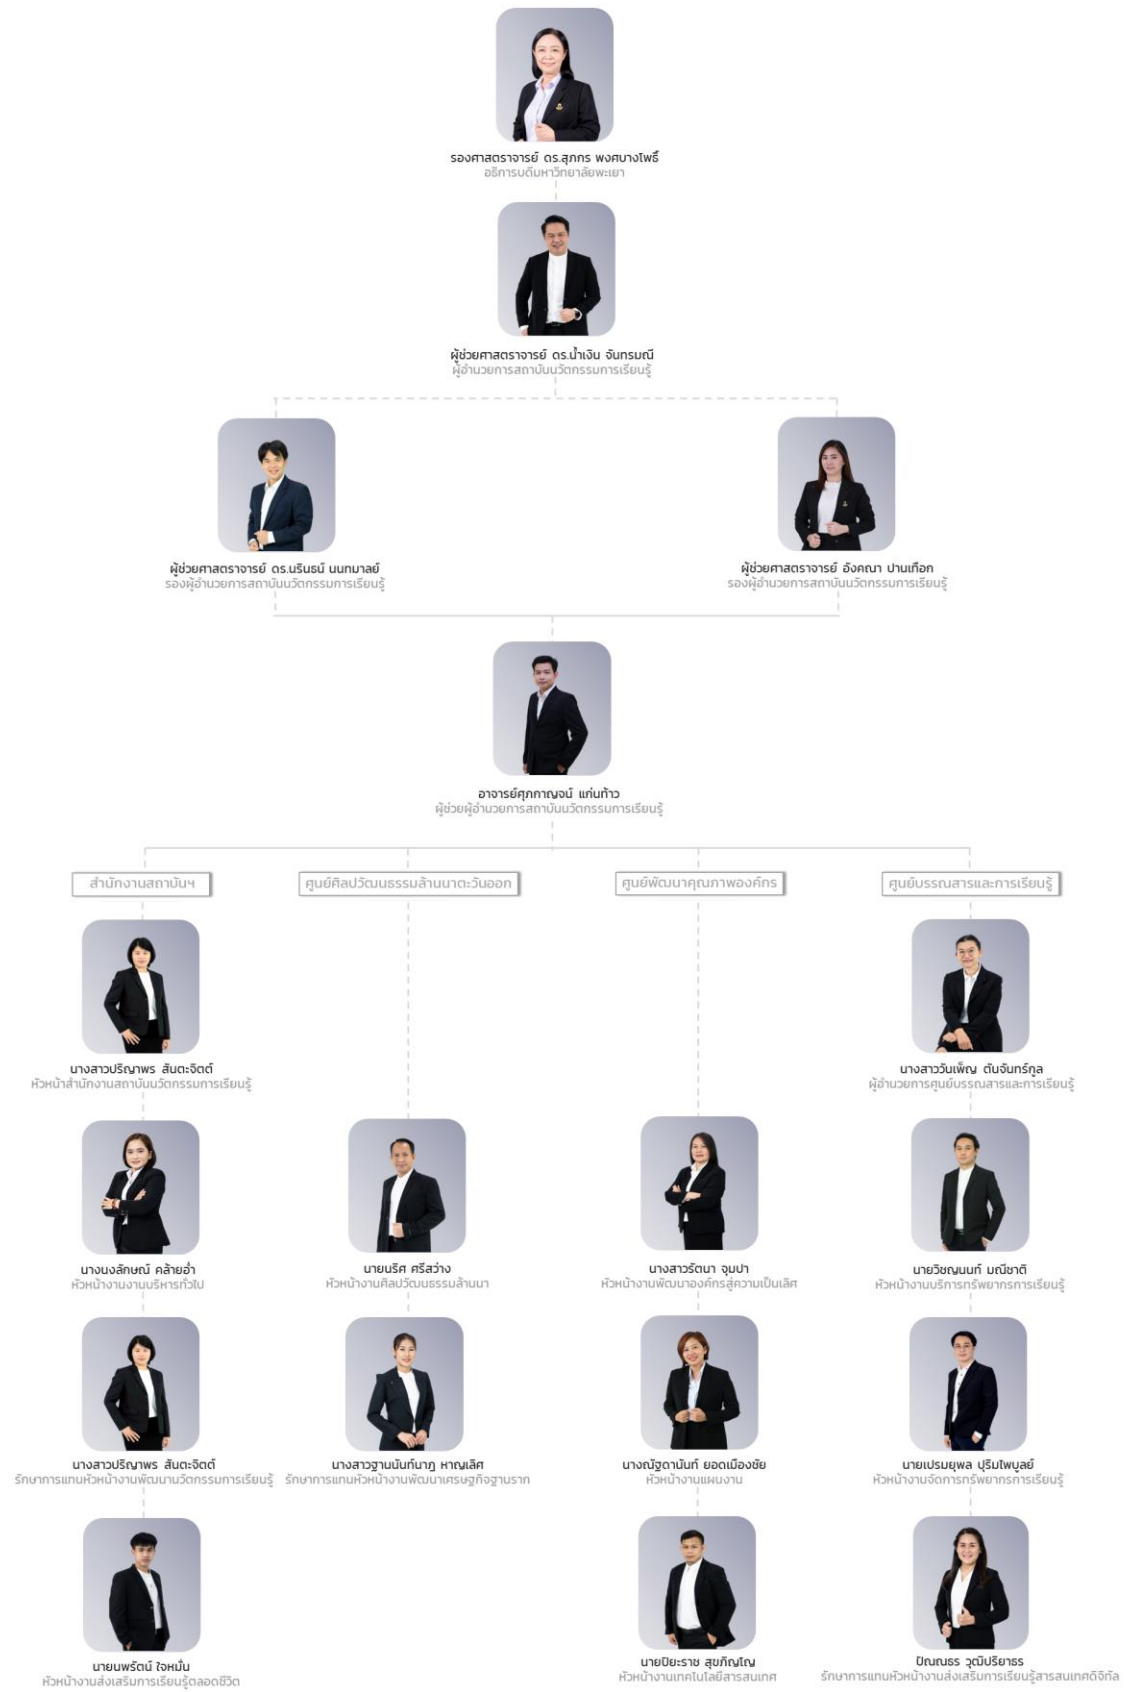 รองศาสตราจารย์ ดร.สุภกร พงศบางโพธิ์
อธิการบดีมหาวิทยาลัยพะเยา
ผู้ช่วยศาสตราจารย์ ดร.น้ำเงิน จันทรมณี
ผู้อำนวยการสถาบันนวัตกรรมการเรียนรู้
ผู้ช่วยศาสตราจารย์ ดร.นรินธน์ นนทมาลย์
รองผู้อำนวยการสถาบันนวัตกรรมการเรียนรู้
ผู้ช่วยศาสตราจารย์ อังคณา ปานเทือก
รองผู้อำนวยการสถาบันนวัตกรรมการเรียนรู้
อาจารย์ศุภกาญจน์ แก่นท้าว
ผู้ช่วยผู้อำนวยการสถาบันนวัตกรรมการเรียนรู้
สำนักงานสถาบันฯ
ศูนย์ศิลปวัฒนธรรมล้านนาตะวันออก
ศูนย์พัฒนาคุณภาพองค์กร
ศูนย์บรรณสารและการเรียนรู้
นางสาวปริญาพร สันตะจิตต์
หัวหน้าสำนักงานสถาบันนวัตกรรมการเรียนรู้
นางสาววันเพ็ญ ตันจันทร์กูล
ผู้อำนวยการศูนย์บรรณสารและการเรียนรู้
นางนงลักษณ์ คล้ายอ่ำ
หัวหน้างานงานบริหารทั่วไป
นายนริศ ศรีสว่าง
หัวหน้างานศิลปวัฒนธรรมล้านนา
นางสาวรัตนา จุมปา
หัวหน้างานพัฒนาองค์กรสู่ความเป็นเลิศ
นายวิชญนนท์ มณีชาติ
หัวหน้างานบริการทรัพยากรการเรียนรู้
นางสาวปริญาพร สันตะจิตต์
รักษาการแทนหัวหน้างานพัฒนานวัตกรรมการเรียนรู้
นางสาวฐานนันท์นาฎ หาญเลิศ
รักษาการแทนหัวหน้างานพัฒนาเศรษฐกิจฐานราก
นางณัฐดานันท์ ยอดเมืองชัย
หัวหน้างานแผนงาน
นายเปรมยุพล ปุริมไพบูลย์
หัวหน้างานจัดการทรัพยากรการเรียนรู้
นายนพรัตน์ ใจหมั่น
หัวหน้างานส่งเสริมการเรียนรู้ตลอดชีวิต
นายปิยะราช สุขภิญโญ
หัวหน้างานเทคโนโลยีสารสนเทศ
ปัณณธร วุฒิปริยาธร
รักษาการแทนหัวหน้างานส่งเสริมการเรียนรู้สารสนเทศดิจิทัล